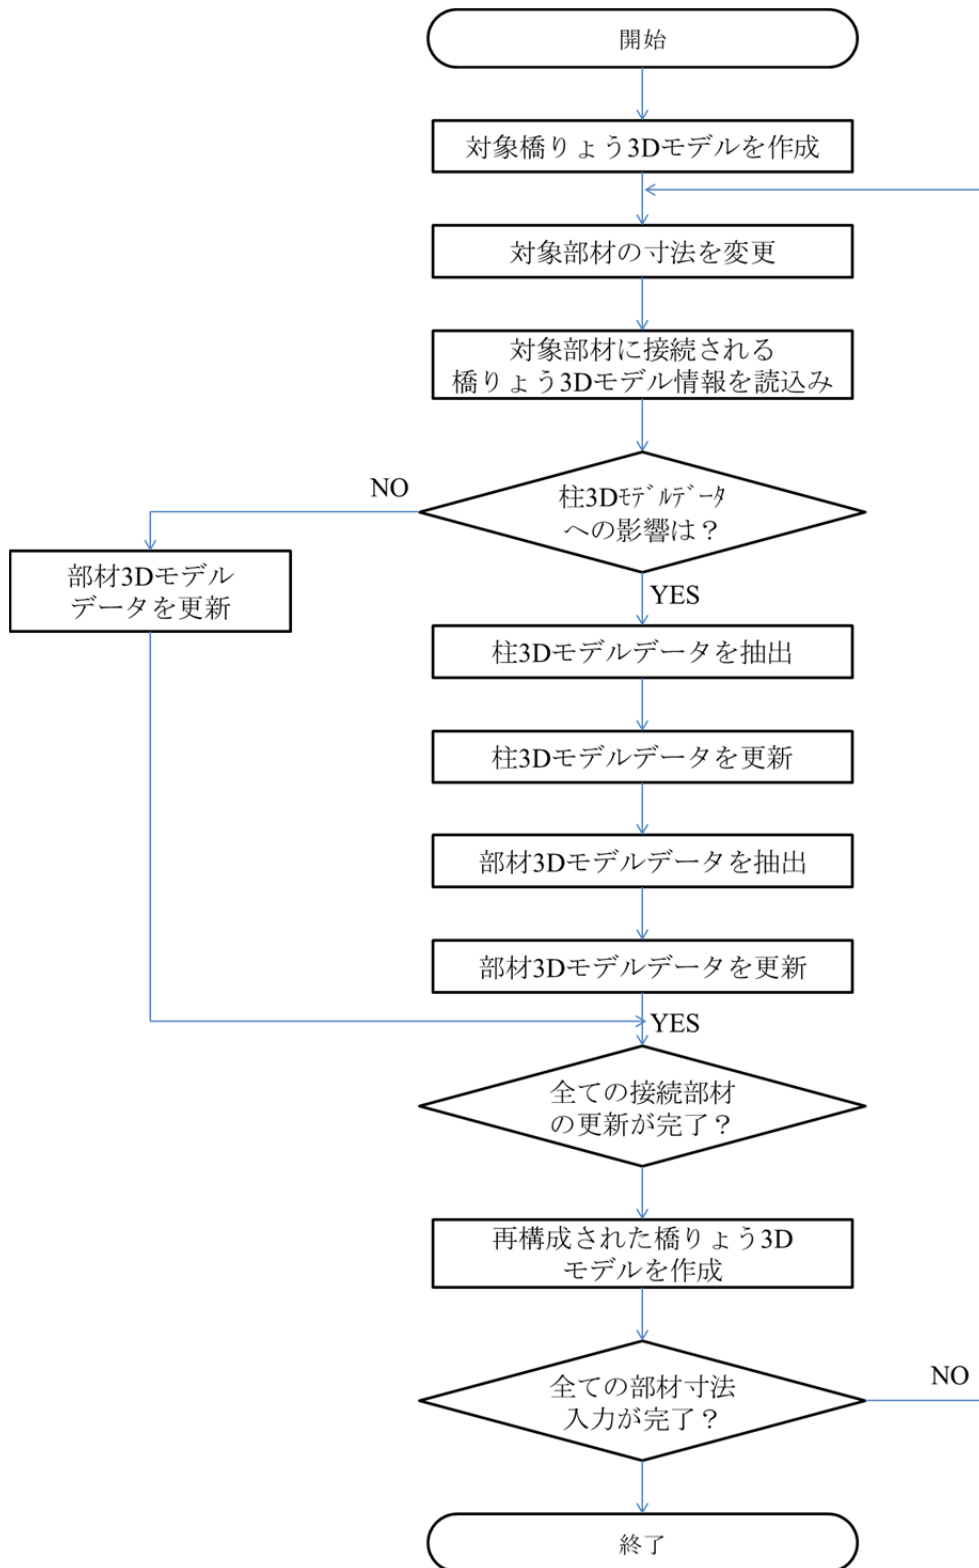 開始
対象橋りょう3Dモデルを作成
対象部材の寸法を変更
対象部材に接続される
橋りょう3Dモデル情報を読込み
NO
柱3Dﾓﾃﾞﾙﾃﾞｰﾀ
への影響は？
部材3Dモデル
データを更新
YES
柱3Dモデルデータを抽出
柱3Dモデルデータを更新
部材3Dモデルデータを抽出
部材3Dモデルデータを更新
YES
全ての接続部材
の更新が完了？
再構成された橋りょう3D
モデルを作成
全ての部材寸法
入力が完了？
NO
終了